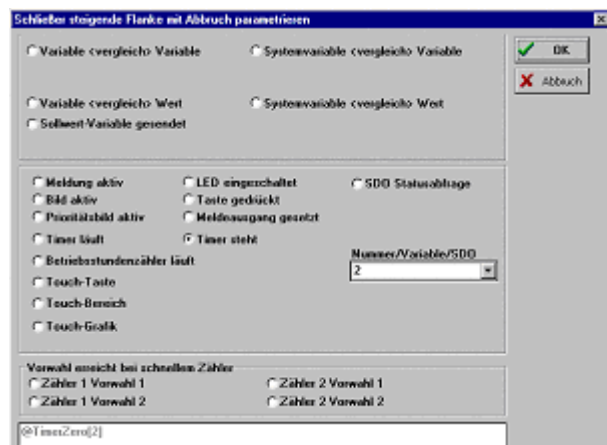 Schließer steigende Flanke mit Abbruch parametrieren
Variable <vergleich> Variable
Systemvariable <vergleich> Variable
OK
Abbruch
Variable <vergleich> Wert
Systemvariable <vergleich> Wert
Sollwert-Variable gesendet
Meldung aktiv
LED eingeschaltet
SDO Statusabfrage
Bild aktiv
Taste gedrückt
Prioritätsbild aktiv
Meldeausgang gesetzt
Timer läuft
Timer steht
Nummer/Variable/SDO
Betriebsstundenzähler läuft
2
Touch-Taste
Touch-Bereich
Touch-Grafik
Vorwahl erreicht bei schnellem Zähler
Zähler 1 Vorwahl 1
Zähler 2 Vorwahl 1
Zähler 1 Vorwahl 2
Zähler 2 Vorwahl 2
@TimerZero[2]